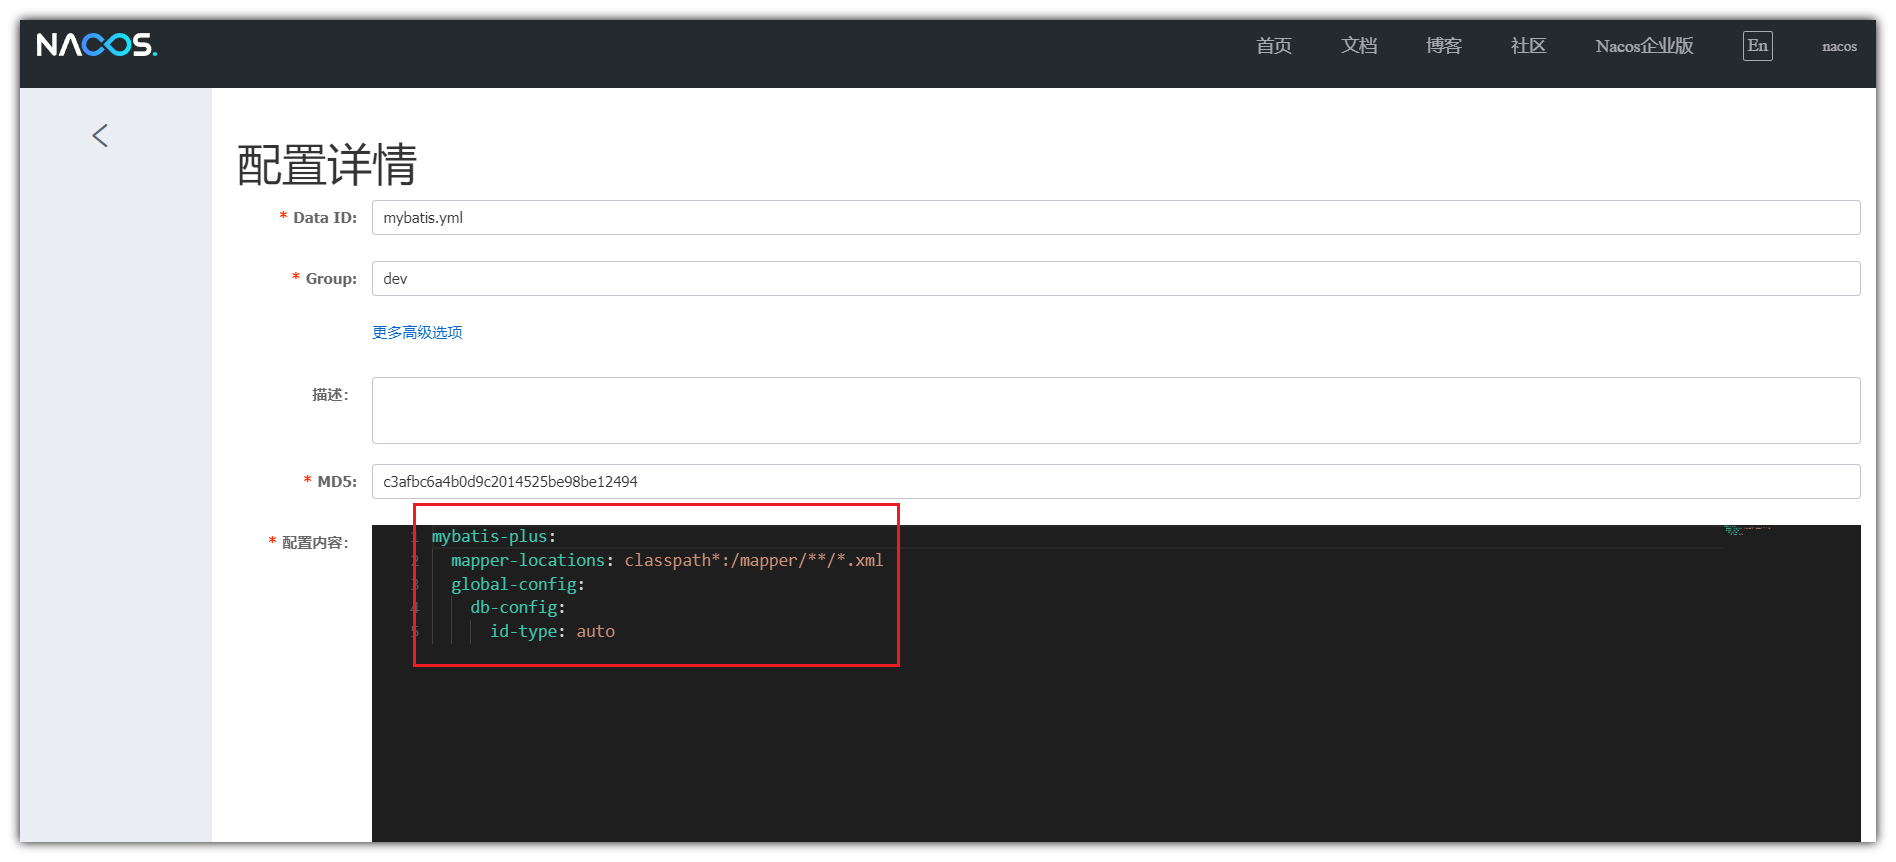 NACOS.
首页 文档 博客 社区 Nacos企业版 En nacos
配置详情
* Data ID: mybatis.yml
* Group: dev
更多高级选项
描述:
* MD5: c3afbc6a4b0d9c2014525be98be12494
* 配置内容:
1 mybatis-plus:
2 mapper-locations: classpath*:/mapper/**/*.xml
3 global-config:
4 db-config:
5 id-type: auto